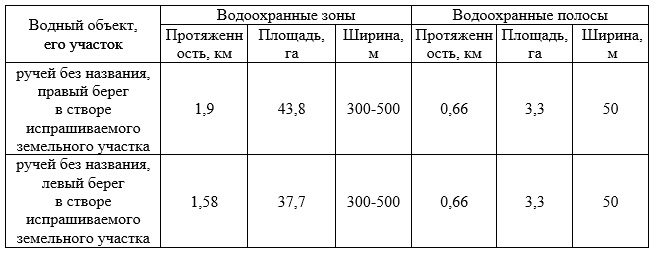 Водный объект,
его участок
Водоохранные зоны
Водоохранные полосы
Протяженн
ость, км
Площадь,
га
Ширина,
м
Протяженн
ость, км
Площадь,
га
Ширина,
м
ручей без названия,
правый берег
в створе
испрашиваемого
земельного участка
1,9
43,8
300-500
0,66
3,3
50
ручей без названия,
левый берег
в створе
испрашиваемого
земельного участка
1,58
37,7
300-500
0,66
3,3
50